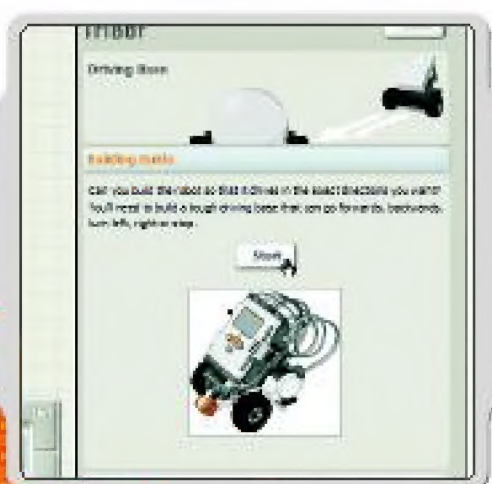 Driving Base
Building Guide
Can you build the robot so that it drives in the exact directions you want?
You'll need to build a tough driving base that can go forwards, backwards,
turn left, right or stop.
Start